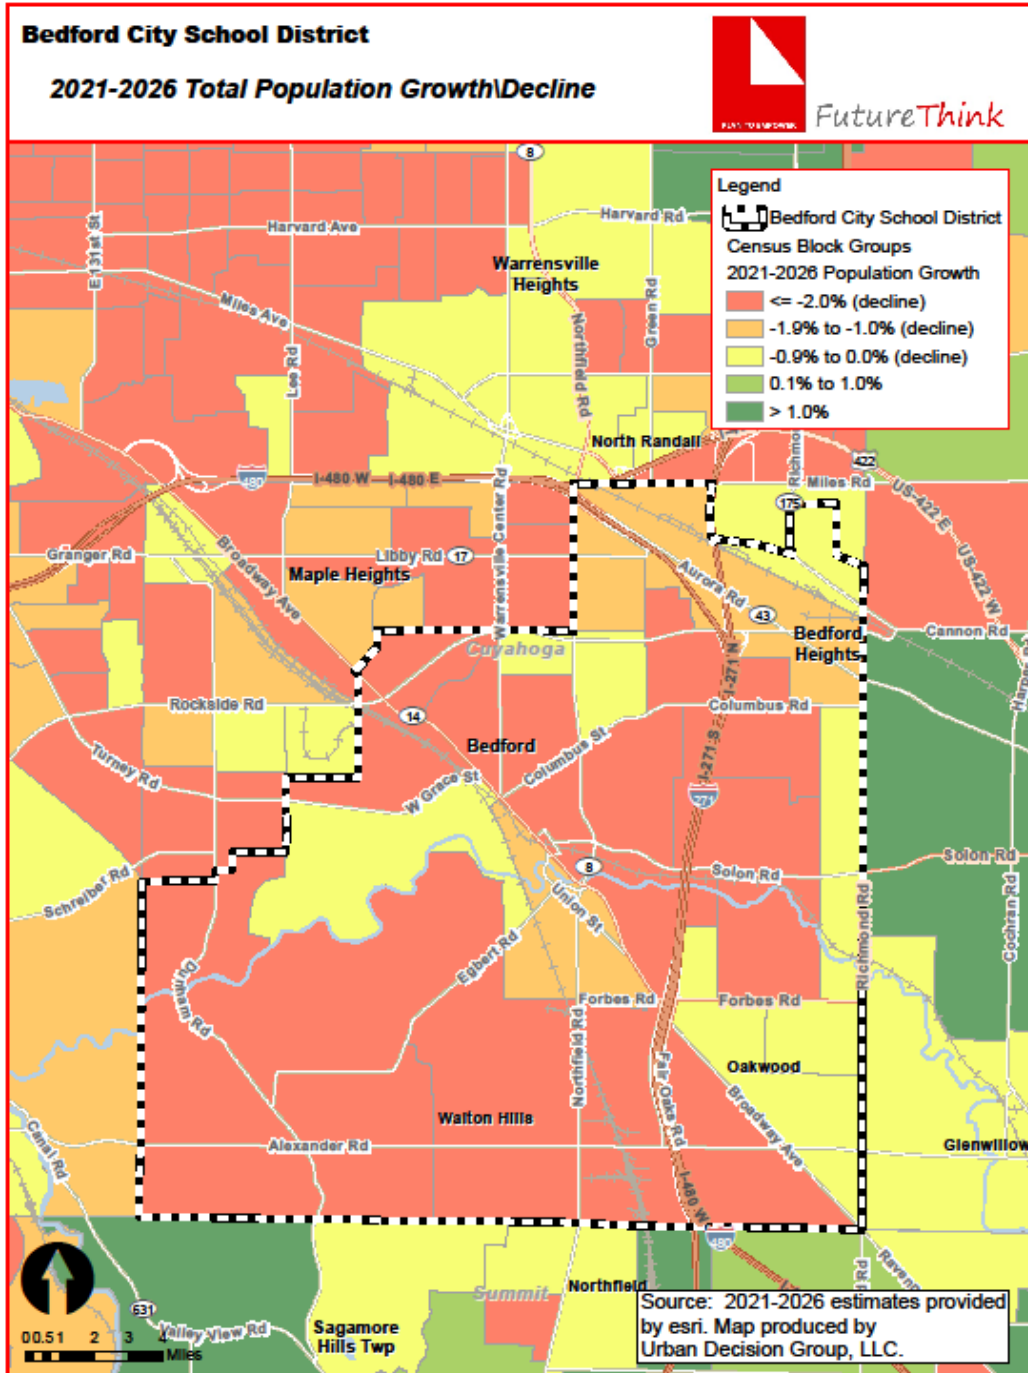 Bedford City School District
2021-2026 Total Population Growth\Decline
PLAN TO EMPOWER
FutureThink
Legend
Bedford City School District
Census Block Groups
2021-2026 Population Growth
<= -2.0% (decline)
-1.9% to -1.0% (decline)
-0.9% to 0.0% (decline)
0.1% to 1.0%
> 1.0%
8
Harvard Ave
Harvard Rd
E 131st St
Warrensville
Heights
Miles Ave
Lee Rd
Northfield Rd
Green Rd
North Randall
422
480
I-480 W
I-480 E
Warrensville Center Rd
Miles Rd
175
US-422 E
US-422 W
Granger Rd
Broadway Ave
Libby Rd
17
Maple Heights
Aurora Rd
43
Bedford
Heights
Cannon Rd
Cuyahoga
I-271 N
Rockside Rd
14
Columbus Rd
Bedford
Columbus St
I-271 S
Turney Rd
W Grace St
271
8
Solon Rd
Solon Rd
Schreiber Rd
Union St
Richmond Rd
Cochran Rd
Egbert Rd
Dunham Rd
Forbes Rd
Forbes Rd
Northfield Rd
Fair Oaks Rd
Oakwood
Broadway Ave
Walton Hills
Canal Rd
Alexander Rd
Glenwillow
I-480 W
480
631
Valley View Rd
Summit
Northfield
Sagamore
Hills Twp
0 0.5 1 2 3 4
Miles
Source: 2021-2026 estimates provided
by esri. Map produced by
Urban Decision Group, LLC.